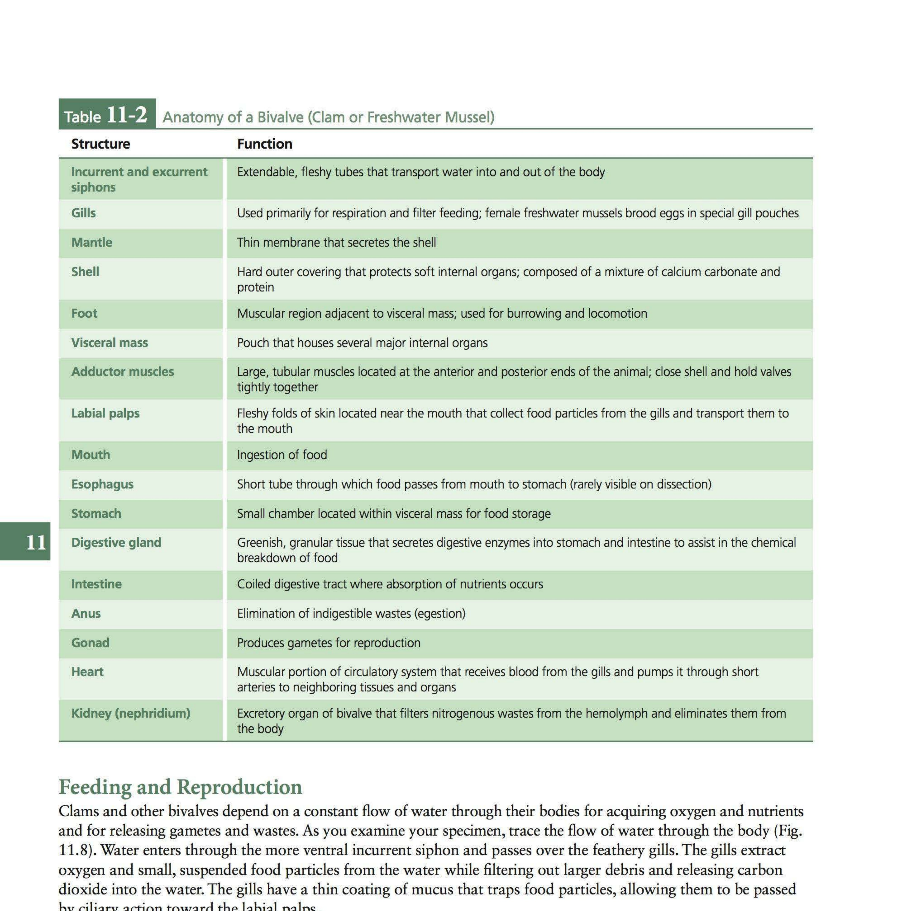 Table 11-2 Anatomy of a Bivalve (Clam or Freshwater Mussel)
Structure Function
Incurrent and excurrent siphons Extendable, fleshy tubes that transport water into and out of the body
Gills Used primarily for respiration and filter feeding; female freshwater mussels brood eggs in special gill pouches
Mantle Thin membrane that secretes the shell
Shell Hard outer covering that protects soft internal organs; composed of a mixture of calcium carbonate and
protein
Foot Muscular region adjacent to visceral mass; used for burrowing and locomotion
Visceral mass Pouch that houses several major internal organs
Adductor muscles Large, tubular muscles located at the anterior and posterior ends of the animal; close shell and hold valves
tightly together
Labial palps Fleshy folds of skin located near the mouth that collect food particles from the gills and transport them to
the mouth
Mouth Ingestion of food
Esophagus Short tube through which food passes from mouth to stomach (rarely visible on dissection)
Stomach Small chamber located within visceral mass for food storage
11
Digestive gland Greenish, granular tissue that secretes digestive enzymes into stomach and intestine to assist in the chemical
breakdown of food
Intestine Coiled digestive tract where absorption of nutrients occurs
Anus Elimination of indigestible wastes (egestion)
Gonad Produces gametes for reproduction
Heart Muscular portion of circulatory system that receives blood from the gills and pumps it through short
arteries to neighboring tissues and organs
Kidney (nephridium) Excretory organ of bivalve that filters nitrogenous wastes from the hemolymph and eliminates them from
the body
Feeding and Reproduction
Clams and other bivalves depend on a constant flow of water through their bodies for acquiring oxygen and nutrients
and for releasing gametes and wastes. As you examine your specimen, trace the flow of water through the body (Fig.
11.8). Water enters through the more ventral incurrent siphon and passes over the feathery gills. The gills extract
oxygen and small, suspended food particles from the water while filtering out larger debris and releasing carbon
dioxide into the water. The gills have a thin coating of mucus that traps food particles, allowing them to be passed
by ciliary action toward the labial palps.